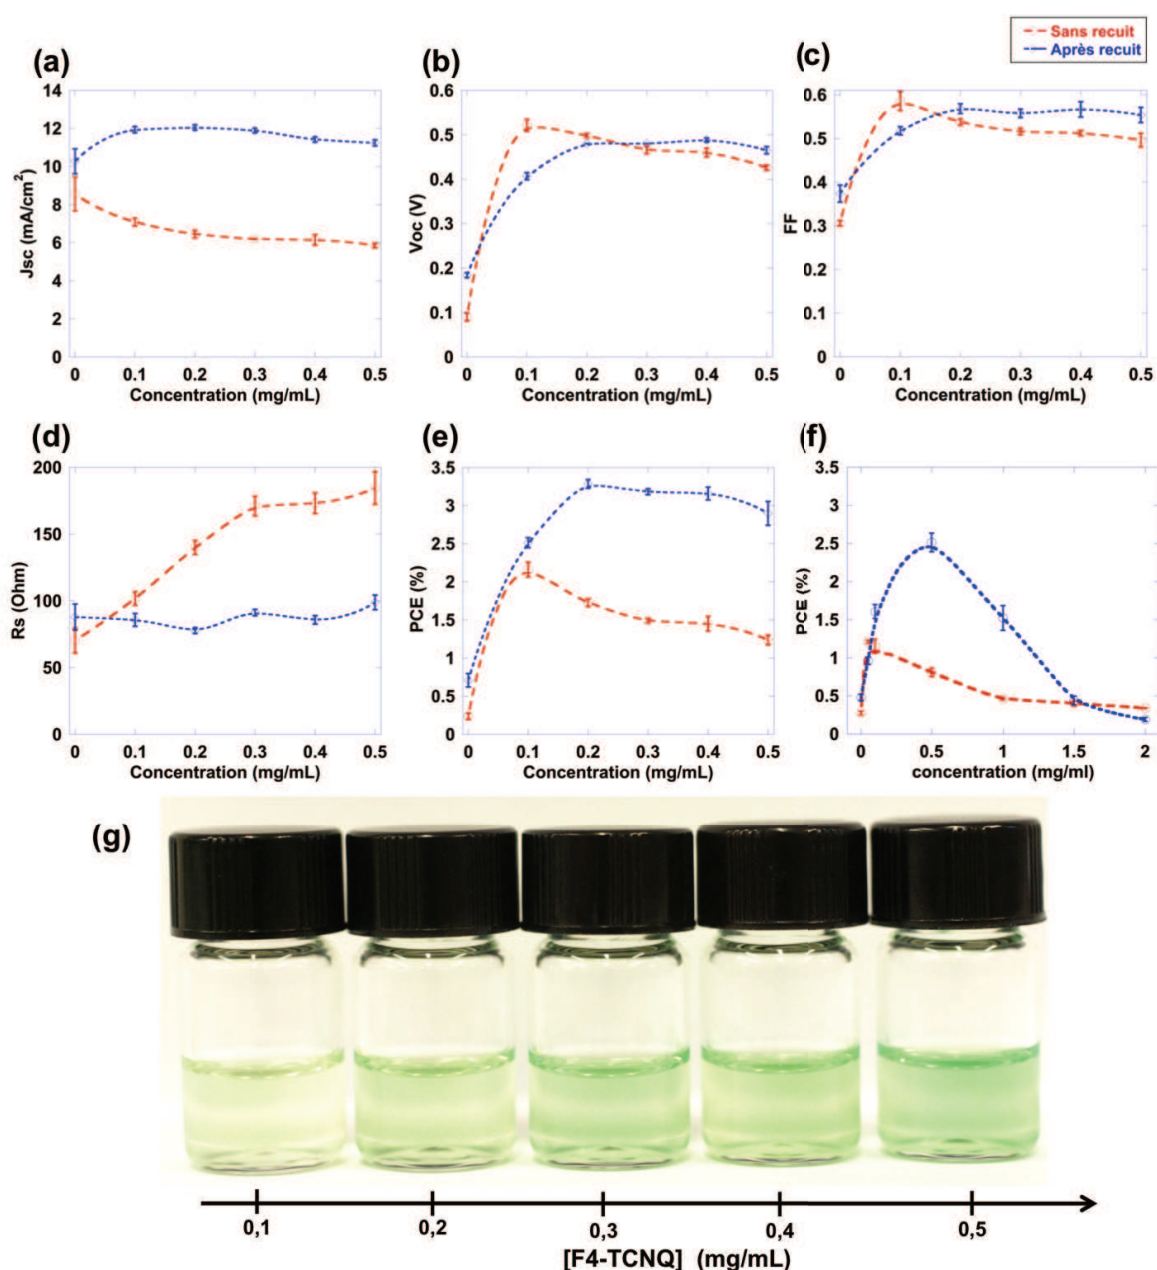 Sans recuit
Après recuit
(a)
14
12
10
8
6
4
2
0
Jsc (mA/cm²)
0 0.1 0.2 0.3 0.4 0.5
Concentration (mg/mL)
(b)
0.6
0.5
0.4
0.3
0.2
0.1
0
Voc (V)
0 0.1 0.2 0.3 0.4 0.5
Concentration (mg/mL)
(c)
0.6
0.5
0.4
0.3
0.2
0.1
0
FF
0 0.1 0.2 0.3 0.4 0.5
Concentration (mg/mL)
(d)
200
150
100
50
0
Rs (Ohm)
0 0.1 0.2 0.3 0.4 0.5
Concentration (mg/mL)
(e)
3.5
3
2.5
2
1.5
1
0.5
0
PCE (%)
0 0.1 0.2 0.3 0.4 0.5
Concentration (mg/mL)
(f)
3.5
3
2.5
2
1.5
1
0.5
0
PCE (%)
0 0.5 1 1.5 2
concentration (mg/ml)
(g)
0,1 0,2 0,3 0,4 0,5
[F4-TCNQ] (mg/mL)